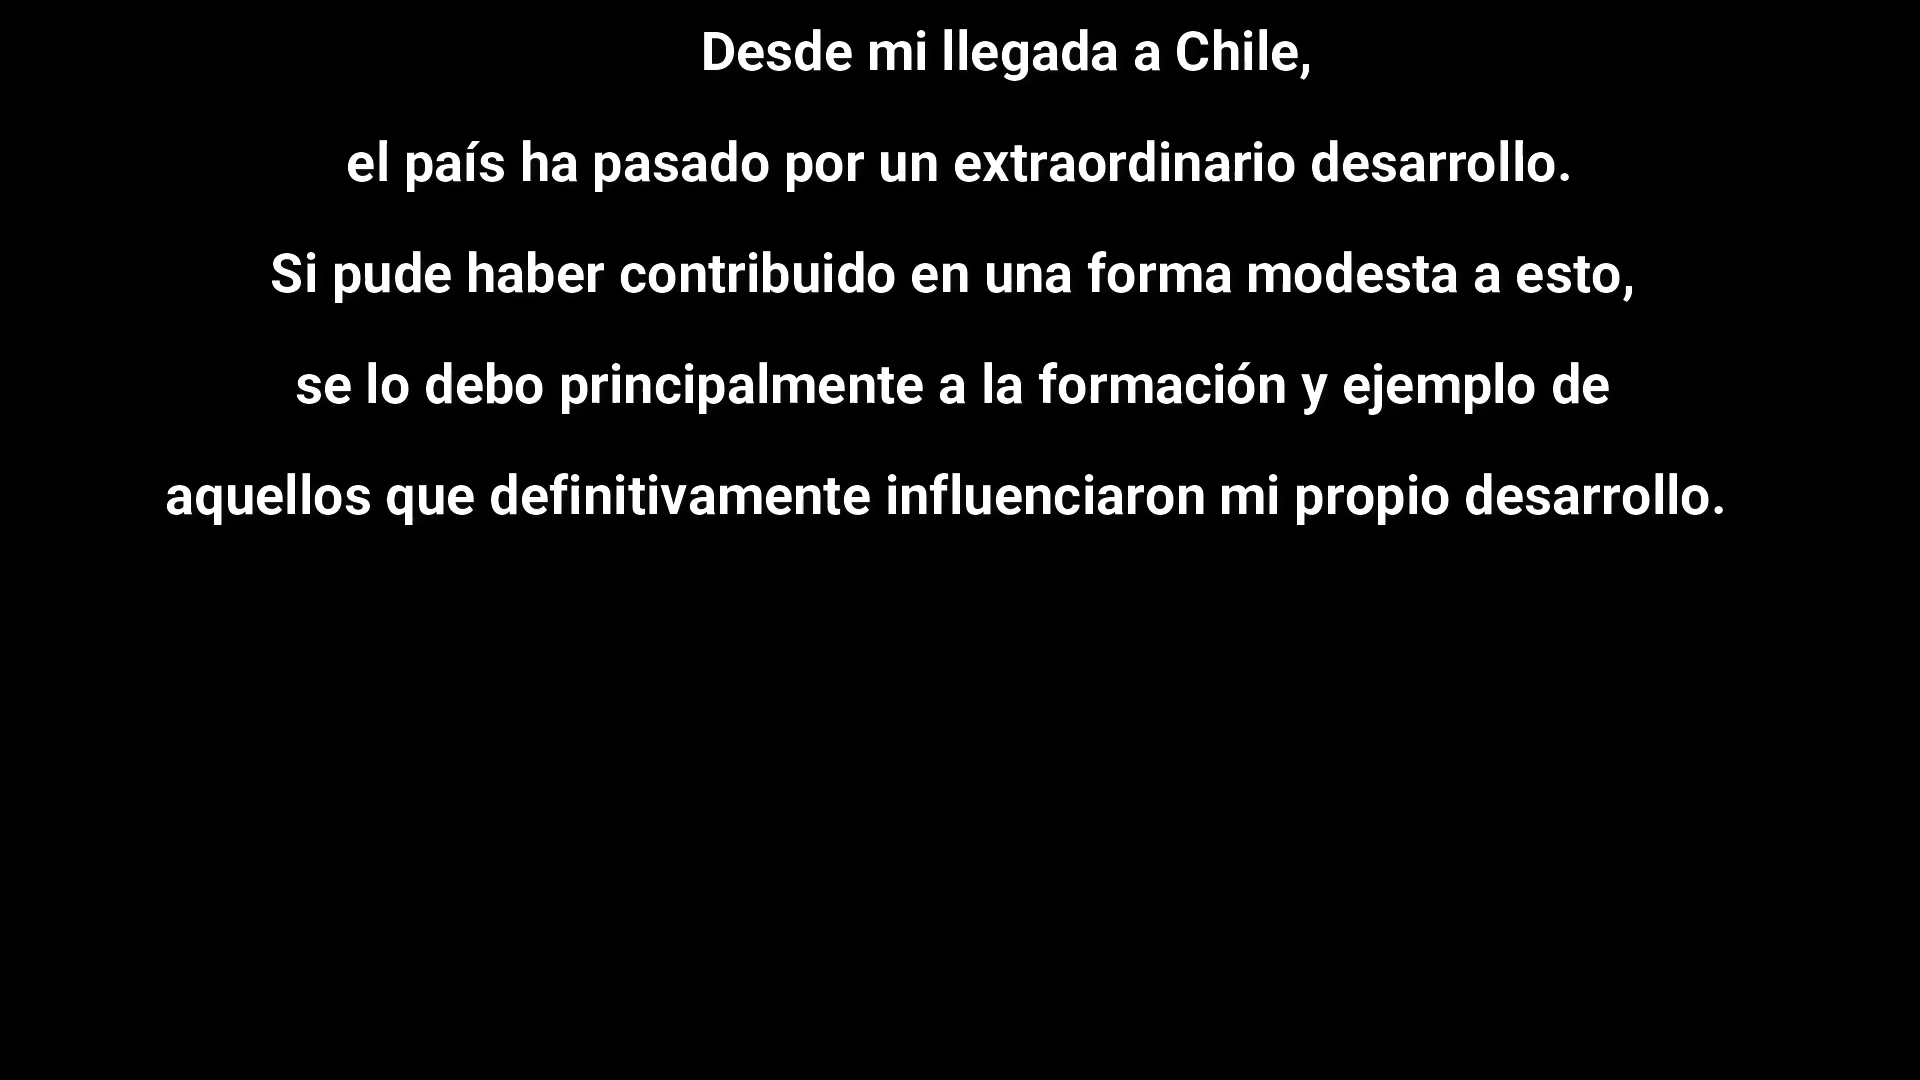 Desde mi llegada a Chile,
el país ha pasado por un extraordinario desarrollo.
Si pude haber contribuido en una forma modesta a esto,
se lo debo principalmente a la formación y ejemplo de
aquellos que definitivamente influenciaron mi propio desarrollo.